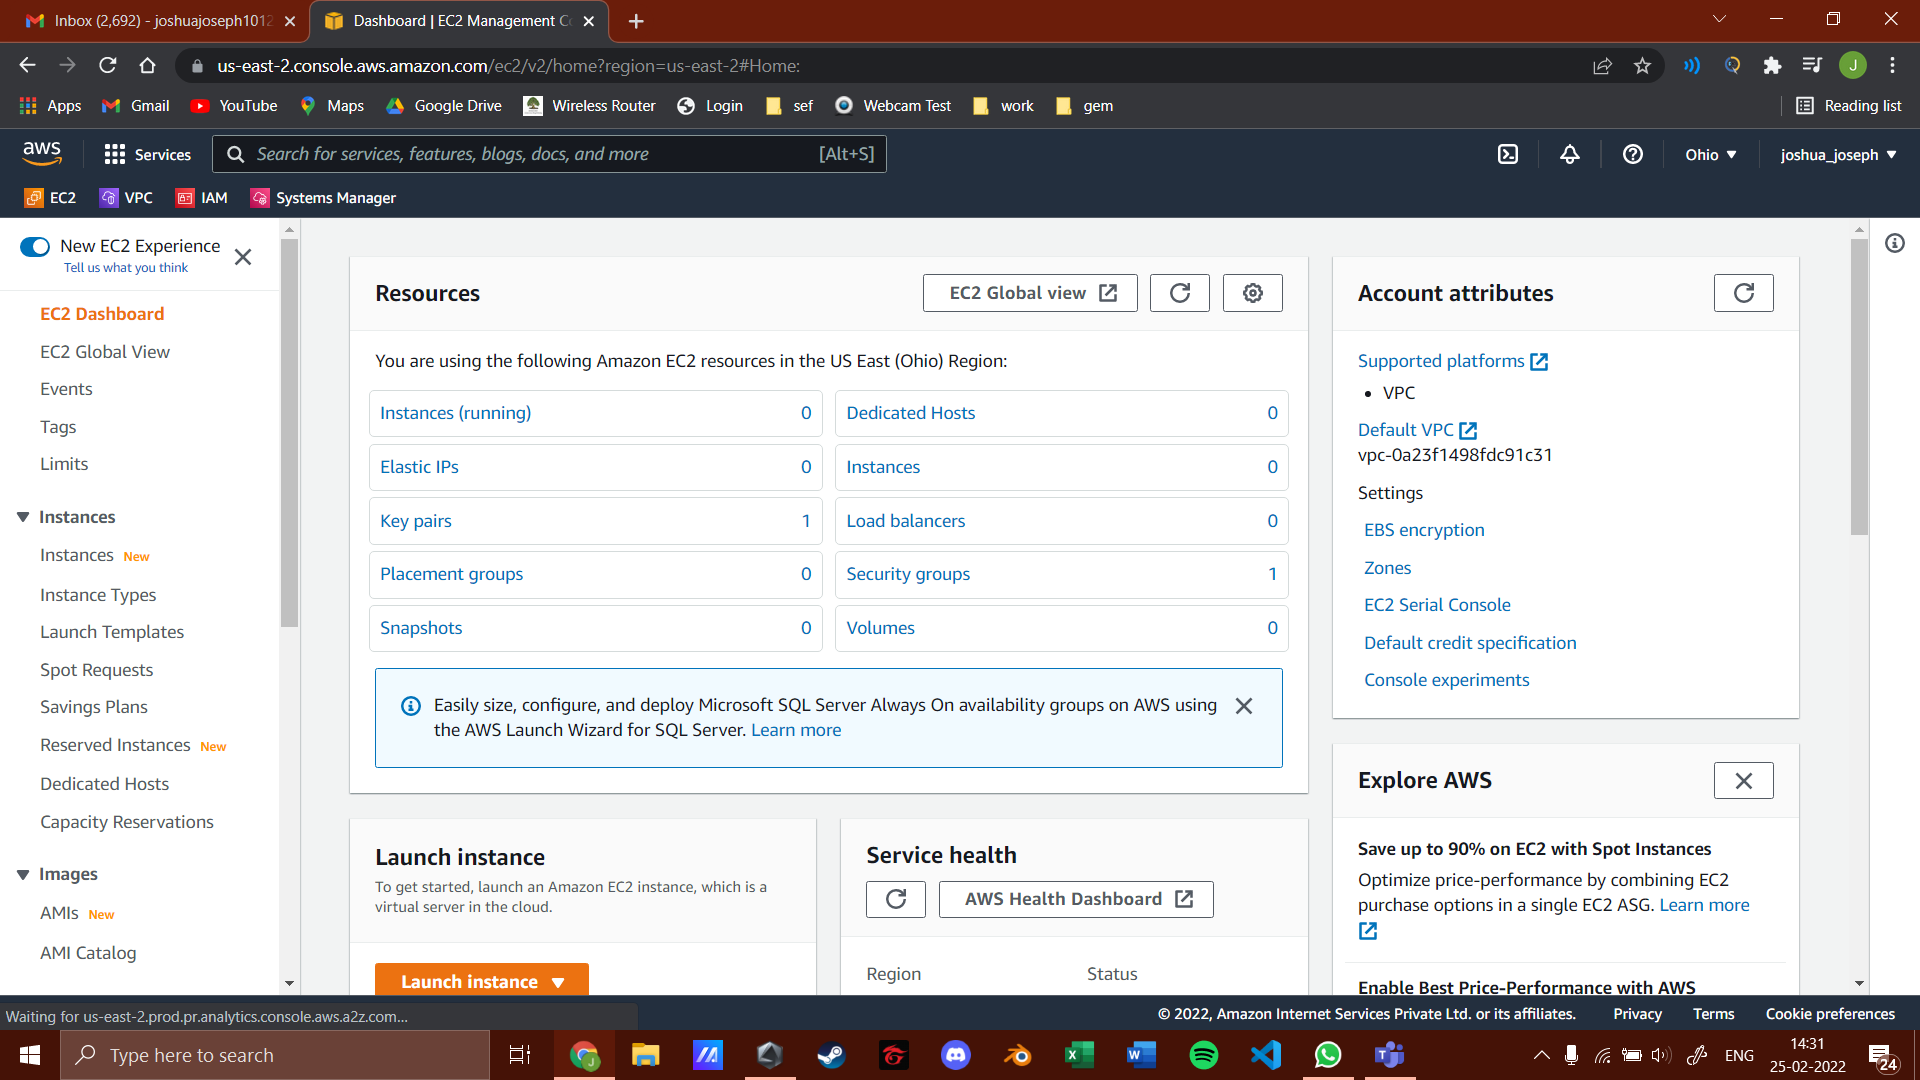 Inbox (2,692) - joshuajoseph1012
Dashboard | EC2 Management Co
us-east-2.console.aws.amazon.com/ec2/v2/home?region=us-east-2#Home:
J
Apps
Gmail
YouTube
Maps
Google Drive
Wireless Router
Login
sef
Webcam Test
work
gem
Reading list
aws
Services
Search for services, features, blogs, docs, and more
[Alt+S]
Ohio
joshua_joseph
EC2
VPC
IAM
Systems Manager
New EC2 Experience
Tell us what you think
EC2 Dashboard
EC2 Global View
Events
Tags
Limits
Instances
Instances New
Instance Types
Launch Templates
Spot Requests
Savings Plans
Reserved Instances New
Dedicated Hosts
Capacity Reservations
Images
AMIs New
AMI Catalog
Resources
EC2 Global view
You are using the following Amazon EC2 resources in the US East (Ohio) Region:
Instances (running) 0
Dedicated Hosts 0
Elastic IPs 0
Instances 0
Key pairs 1
Load balancers 0
Placement groups 0
Security groups 1
Snapshots 0
Volumes 0
Easily size, configure, and deploy Microsoft SQL Server Always On availability groups on AWS using
the AWS Launch Wizard for SQL Server. Learn more
Launch instance
To get started, launch an Amazon EC2 instance, which is a
virtual server in the cloud.
Launch instance
Service health
AWS Health Dashboard
Region
Status
Account attributes
Supported platforms
• VPC
Default VPC
vpc-0a23f1498fdc91c31
Settings
EBS encryption
Zones
EC2 Serial Console
Default credit specification
Console experiments
Explore AWS
Save up to 90% on EC2 with Spot Instances
Optimize price-performance by combining EC2
purchase options in a single EC2 ASG. Learn more
Enable Best Price-Performance with AWS
Waiting for us-east-2.prod.pr.analytics.console.aws.a2z.com...
© 2022, Amazon Internet Services Private Ltd. or its affiliates.
Privacy
Terms
Cookie preferences
Type here to search
ENG
14:31
25-02-2022
24